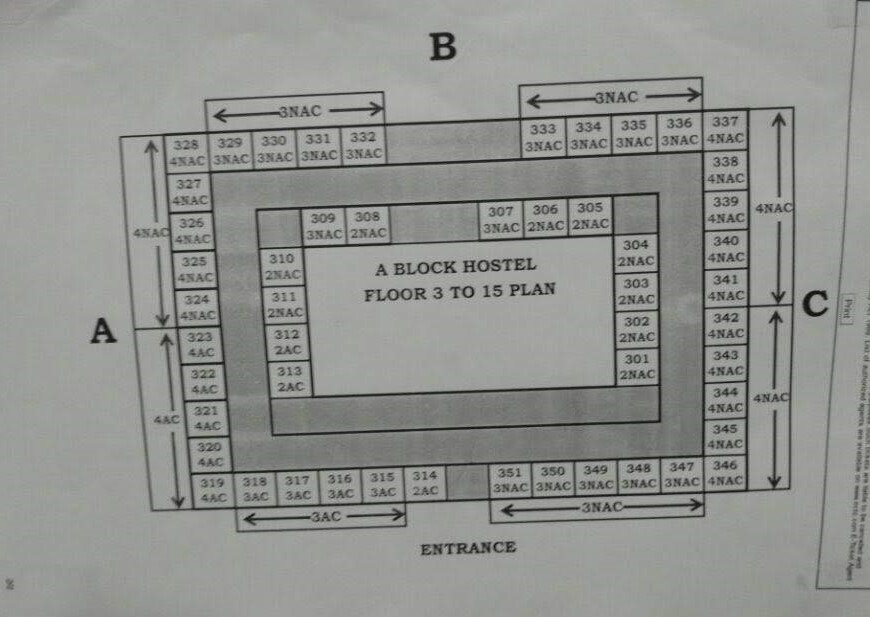 B
3NAC
3NAC
328 329 330 331 332
4NAC 3NAC 3NAC 3NAC 3NAC
333 334 335 336 337
3NAC 3NAC 3NAC 3NAC 4NAC
327
4NAC
326
4NAC
325
4NAC
324
4NAC
4NAC
A
323
4AC
322
4AC
321
4AC
320
4AC
4AC
309 308
3NAC 2NAC
307 306 305
3NAC 2NAC 2NAC
310
2NAC
311
2NAC
312
2AC
313
2AC
A BLOCK HOSTEL
FLOOR 3 TO 15 PLAN
304
2NAC
303
2NAC
302
2NAC
301
2NAC
338
4NAC
339
4NAC
340
4NAC
341
4NAC
4NAC
C
342
4NAC
343
4NAC
344
4NAC
345
4NAC
4NAC
319 318 317 316 315 314
4AC 3AC 3AC 3AC 3AC 2AC
351 350 349 348 347 346
3NAC 3NAC 3NAC 3NAC 3NAC 4NAC
3AC
3NAC
ENTRANCE
Print